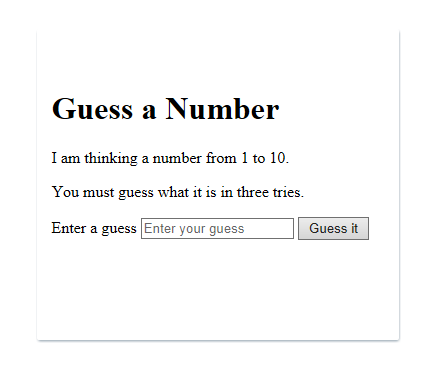 Guess a Number
I am thinking a number from 1 to 10.
You must guess what it is in three tries.
Enter a guess Enter your guess Guess it